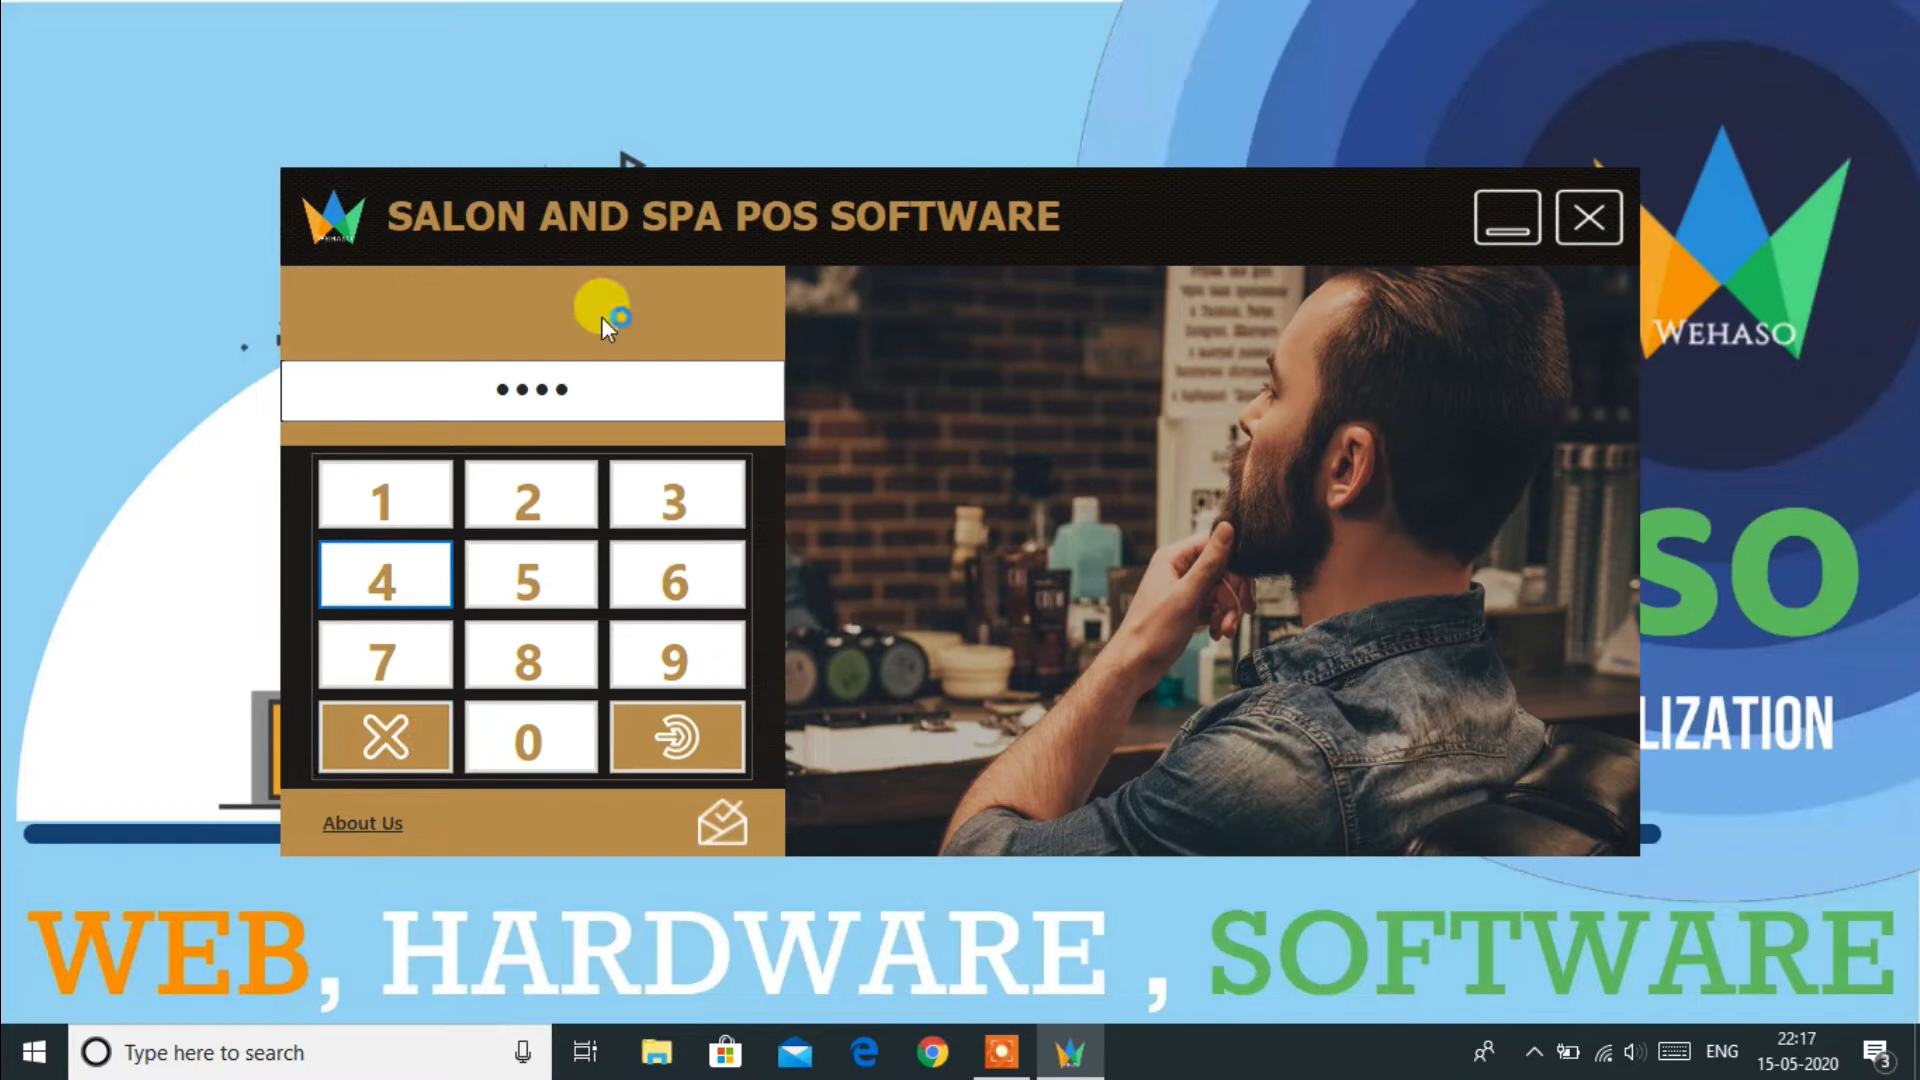 SALON AND SPA POS SOFTWARE
1 2 3
4 5 6
7 8 9
0
About Us
WEHASO
SO
LIZATION
WEB, HARDWARE , SOFTWARE
Type here to search
ENG
22:17
15-05-2020
3